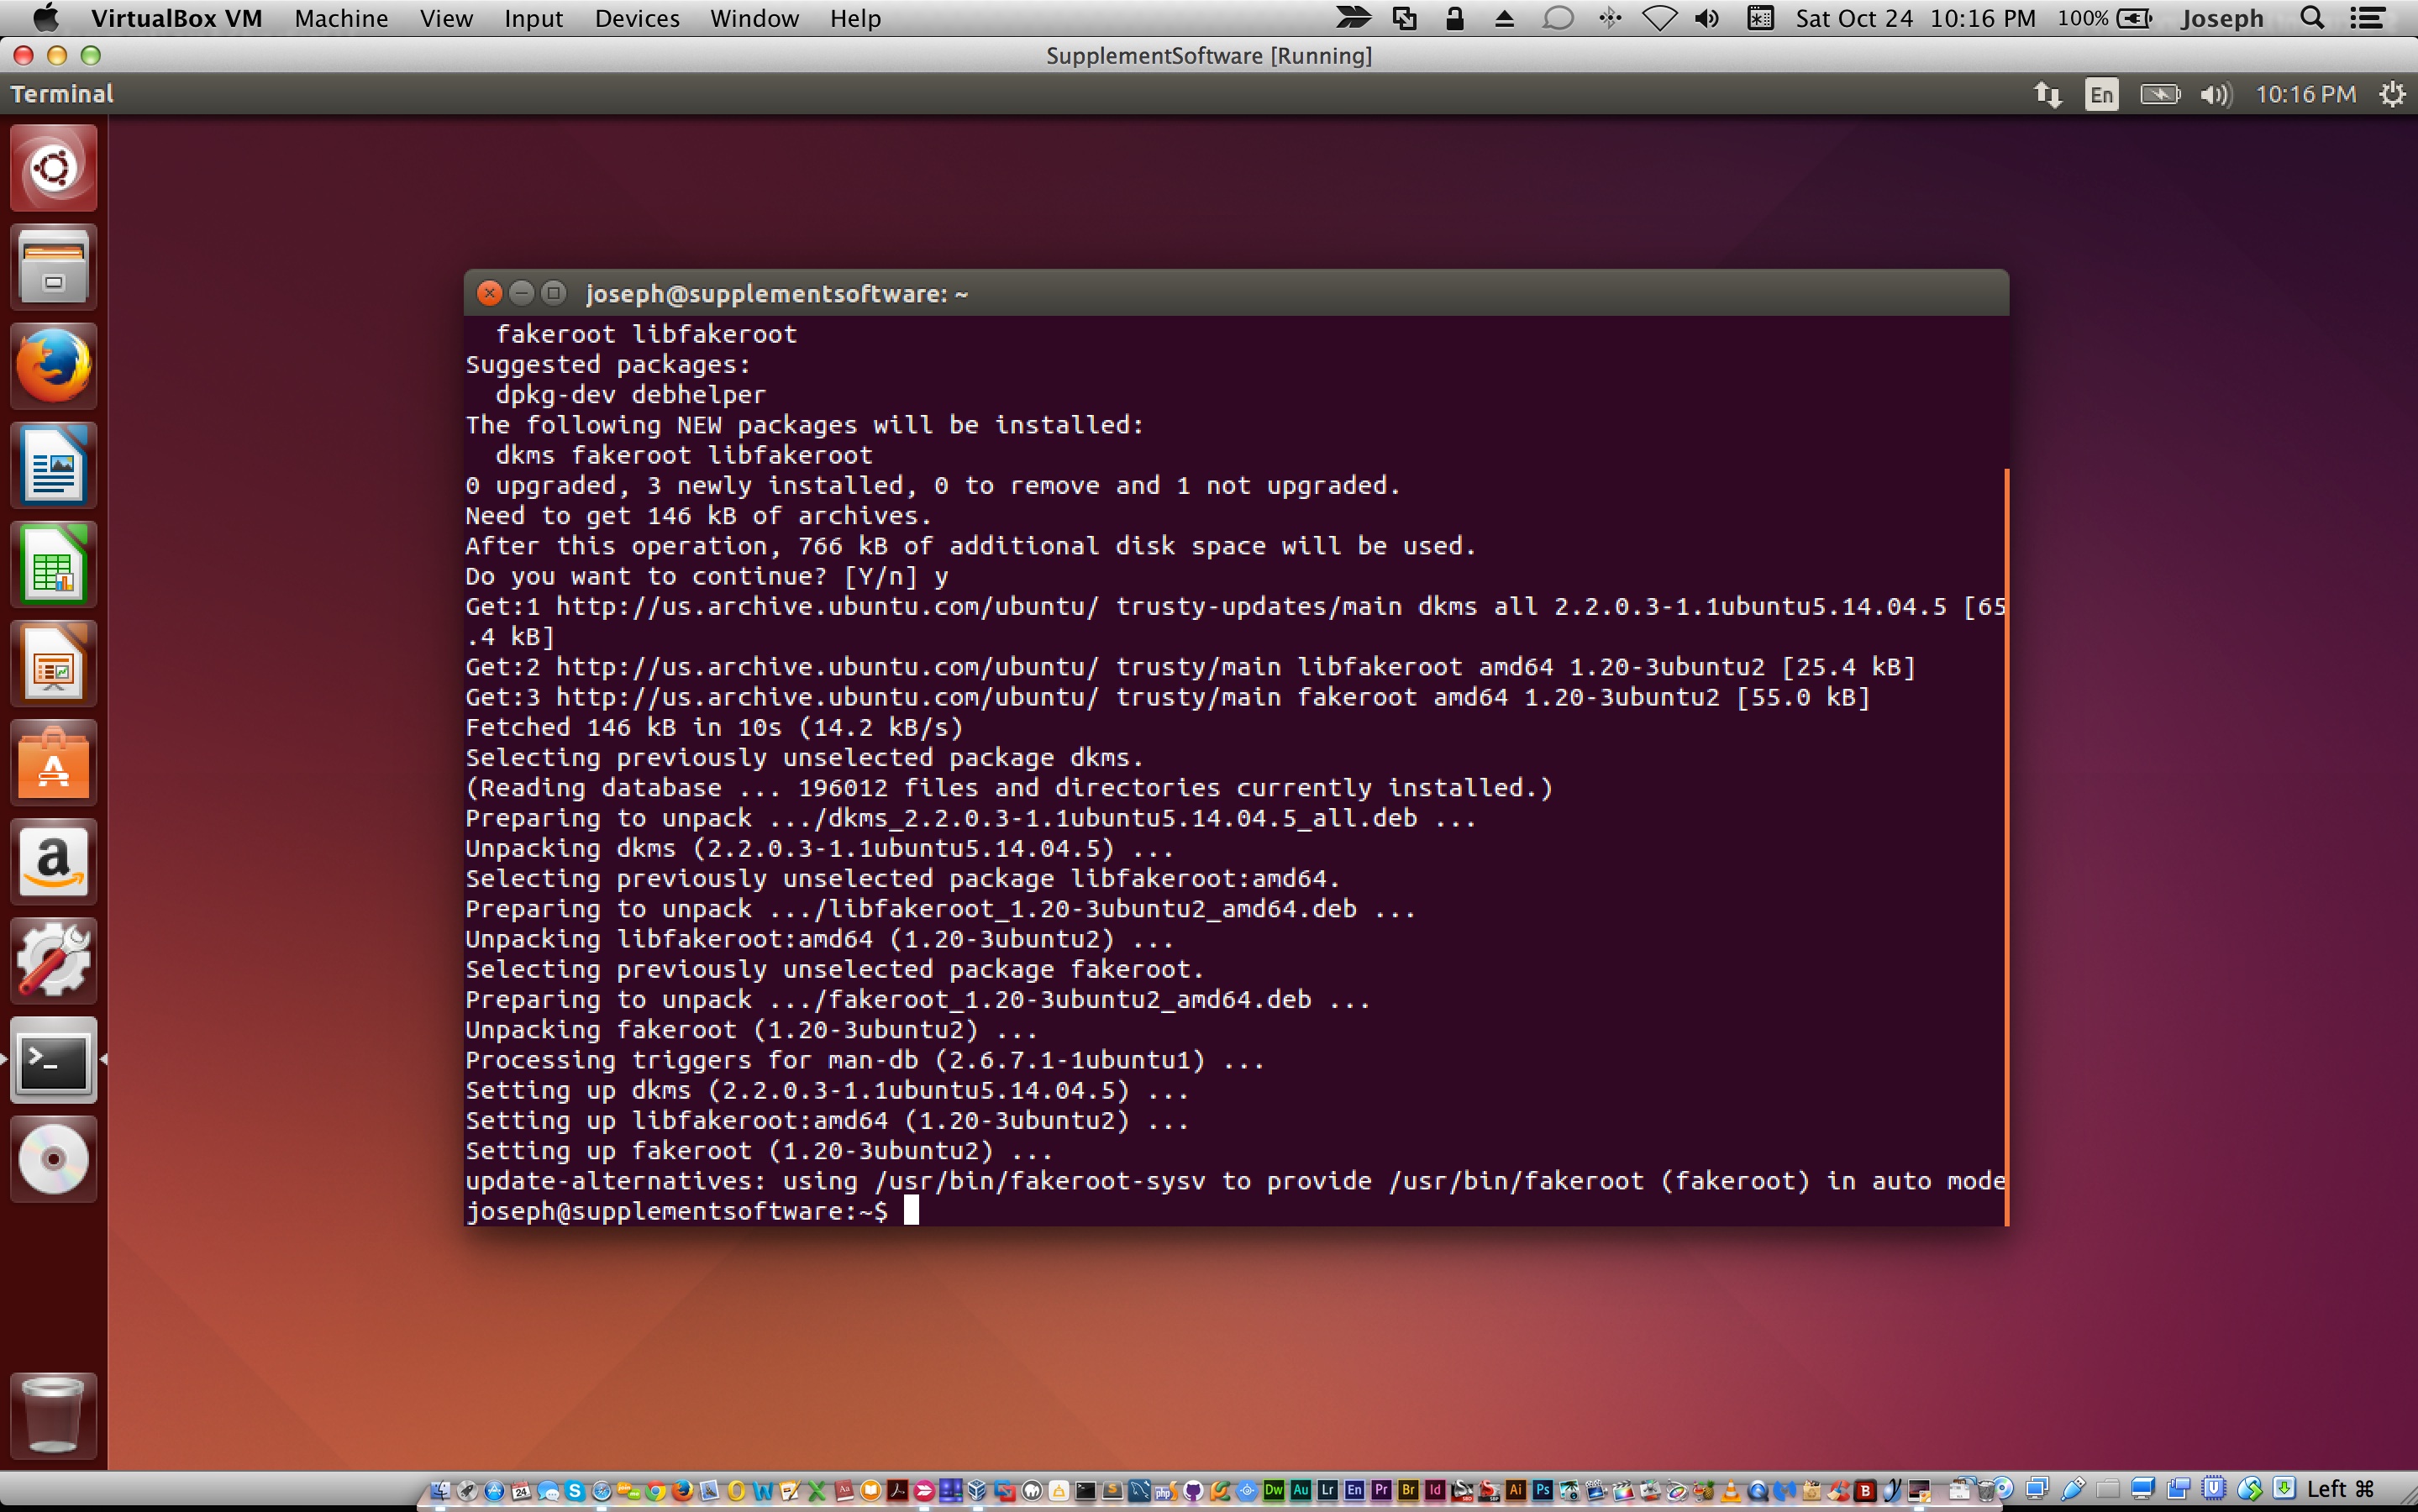 VirtualBox VM Machine View Input Devices Window Help Sat Oct 24 10:16 PM 100% Joseph
SupplementSoftware [Running]
Terminal En 10:16 PM
joseph@supplementsoftware: ~
fakeroot libfakeroot
Suggested packages:
dpkg-dev debhelper
The following NEW packages will be installed:
dkms fakeroot libfakeroot
0 upgraded, 3 newly installed, 0 to remove and 1 not upgraded.
Need to get 146 kB of archives.
After this operation, 766 kB of additional disk space will be used.
Do you want to continue? [Y/n] y
Get:1 http://us.archive.ubuntu.com/ubuntu/ trusty-updates/main dkms all 2.2.0.3-1.1ubuntu5.14.04.5 [65
.4 kB]
Get:2 http://us.archive.ubuntu.com/ubuntu/ trusty/main libfakeroot amd64 1.20-3ubuntu2 [25.4 kB]
Get:3 http://us.archive.ubuntu.com/ubuntu/ trusty/main fakeroot amd64 1.20-3ubuntu2 [55.0 kB]
Fetched 146 kB in 10s (14.2 kB/s)
Selecting previously unselected package dkms.
(Reading database ... 196012 files and directories currently installed.)
Preparing to unpack .../dkms_2.2.0.3-1.1ubuntu5.14.04.5_all.deb ...
Unpacking dkms (2.2.0.3-1.1ubuntu5.14.04.5) ...
Selecting previously unselected package libfakeroot:amd64.
Preparing to unpack .../libfakeroot_1.20-3ubuntu2_amd64.deb ...
Unpacking libfakeroot:amd64 (1.20-3ubuntu2) ...
Selecting previously unselected package fakeroot.
Preparing to unpack .../fakeroot_1.20-3ubuntu2_amd64.deb ...
Unpacking fakeroot (1.20-3ubuntu2) ...
Processing triggers for man-db (2.6.7.1-1ubuntu1) ...
Setting up dkms (2.2.0.3-1.1ubuntu5.14.04.5) ...
Setting up libfakeroot:amd64 (1.20-3ubuntu2) ...
Setting up fakeroot (1.20-3ubuntu2) ...
update-alternatives: using /usr/bin/fakeroot-sysv to provide /usr/bin/fakeroot (fakeroot) in auto mode
joseph@supplementsoftware:~$
24 S W X php Dw Au Lr En Pr Br Id Ai Ps B Left ⌘